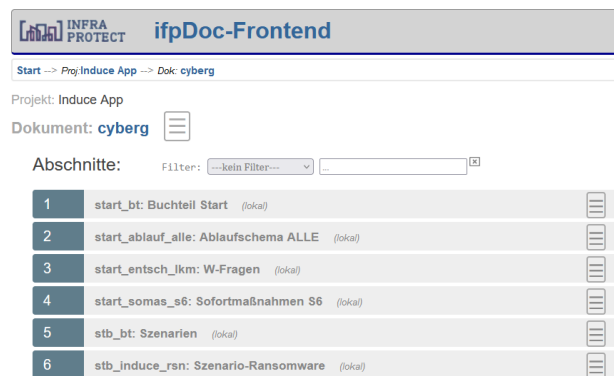 INFRA PROTECT ifpDoc-Frontend
Start --> Proj:Induce App --> Dok: cyberg
Projekt: Induce App
Dokument: cyberg
Abschnitte: Filter: ---kein Filter--- ...
1 start_bt: Buchteil Start (lokal)
2 start_ablauf_alle: Ablaufschema ALLE (lokal)
3 start_entsch_lkm: W-Fragen (lokal)
4 start_somas_s6: Sofortmaßnahmen S6 (lokal)
5 stb_bt: Szenarien (lokal)
6 stb_induce_rsn: Szenario-Ransomware (lokal)